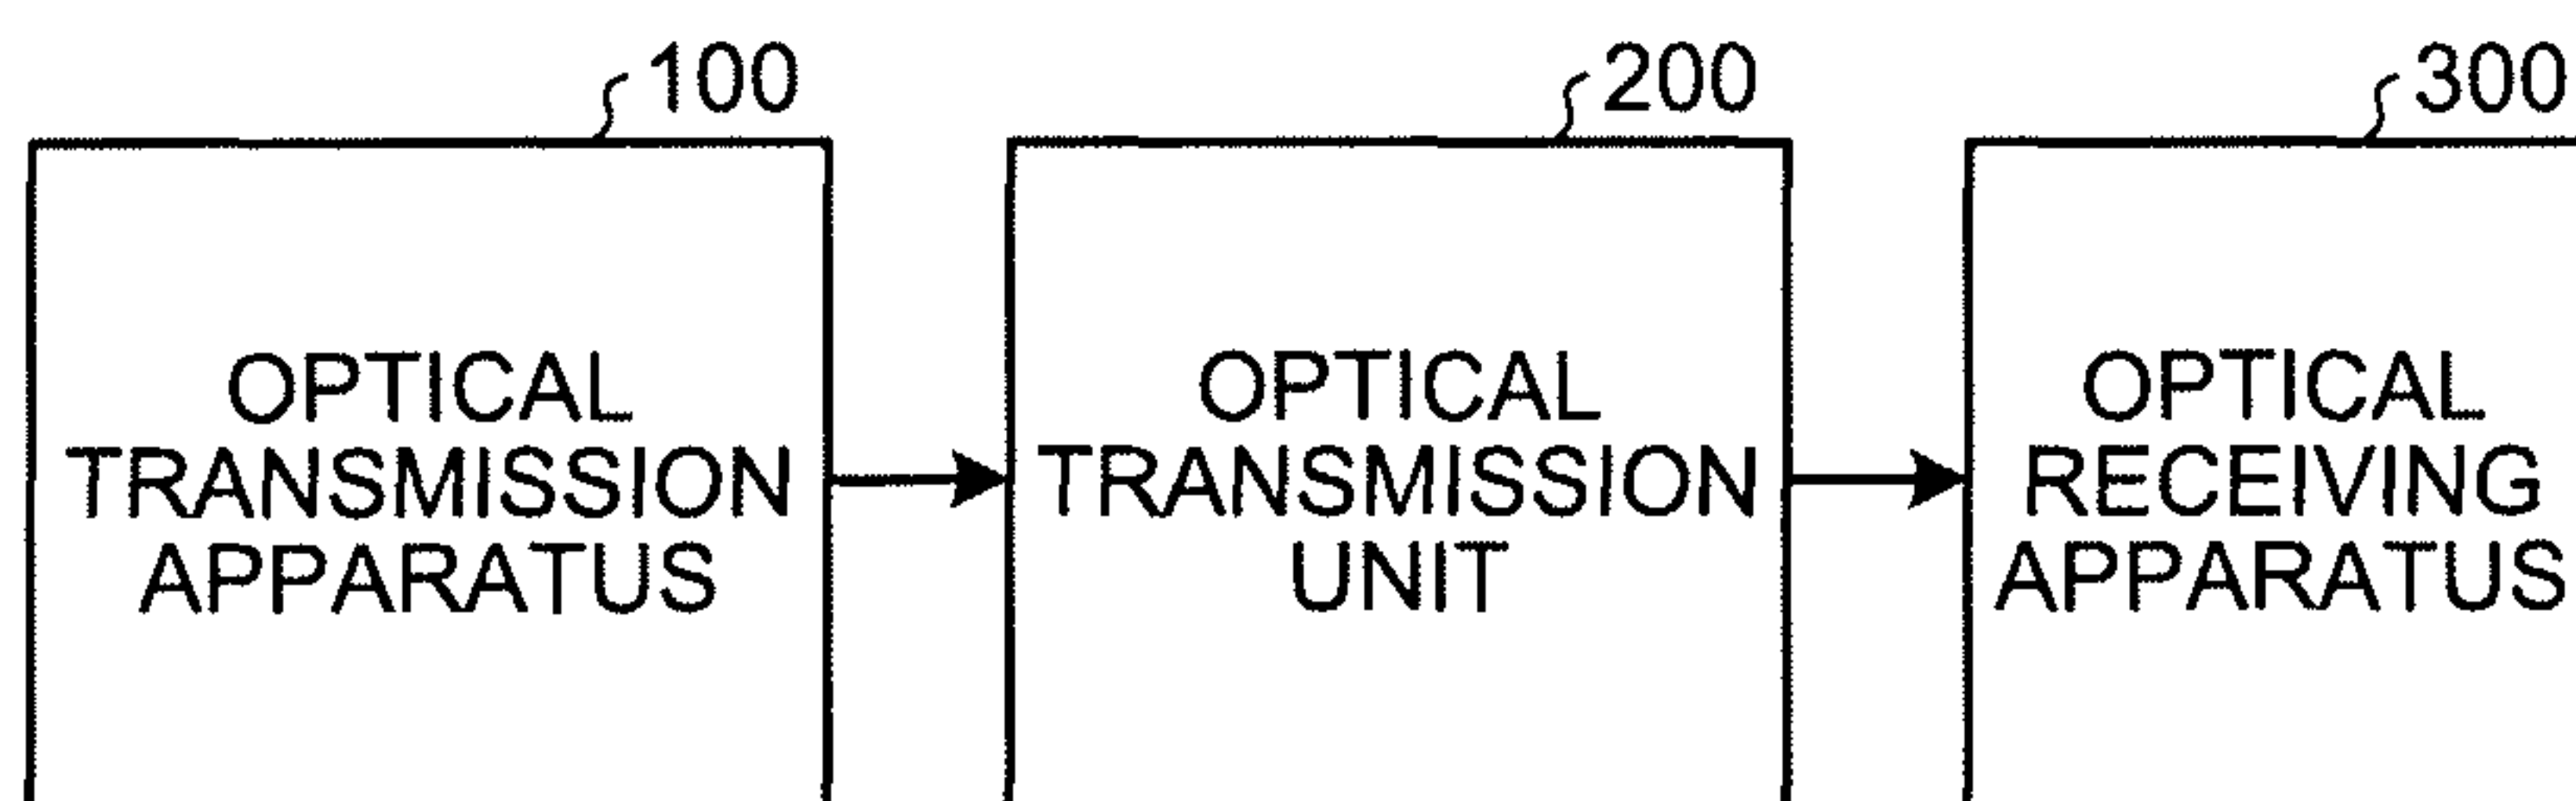 100
200
300
OPTICAL
TRANSMISSION
APPARATUS
OPTICAL
TRANSMISSION
UNIT
OPTICAL
RECEIVING
APPARATUS